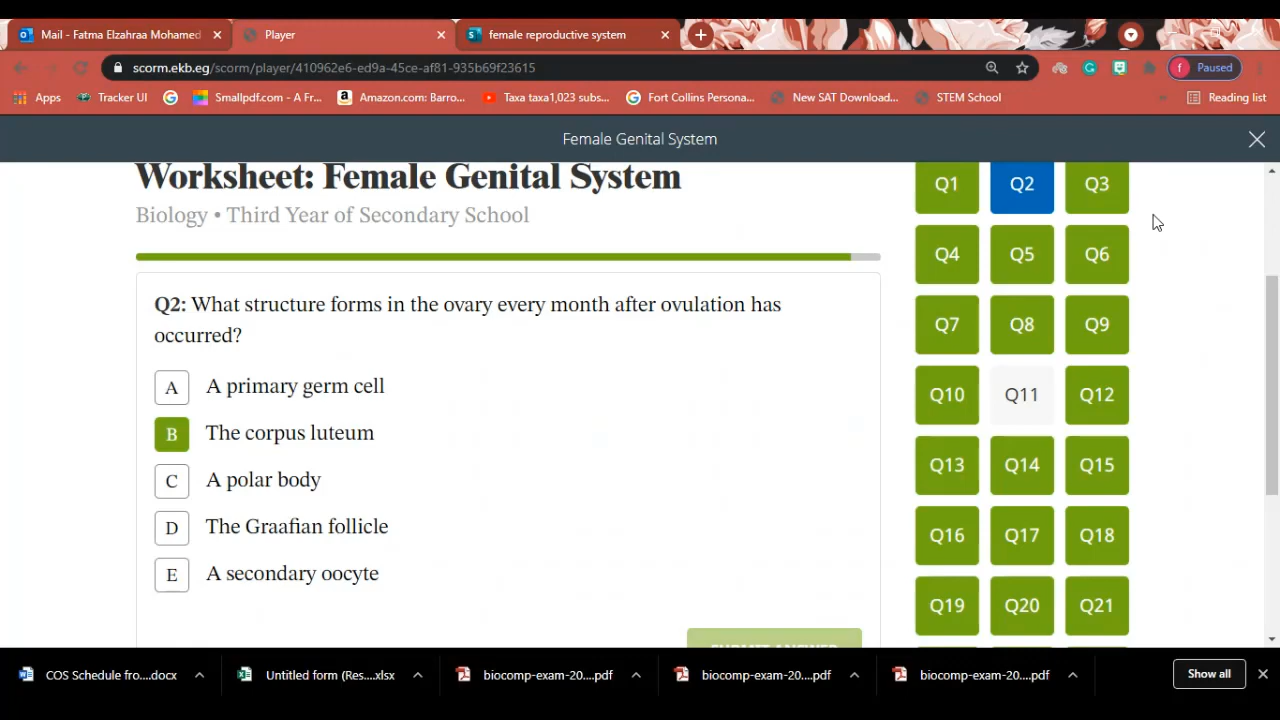 Mail - Fatma Elzahraa Mohamed
Player
female reproductive system
scorm.ekb.eg/scorm/player/410962e6-ed9a-45ce-af81-935b69f23615
f
Paused
Apps
Tracker UI
Smallpdf.com - A Fr...
Amazon.com: Barro...
Taxa taxa1,023 subs...
Fort Collins Persona...
New SAT Download...
STEM School
Reading list
Female Genital System
Worksheet: Female Genital System
Biology • Third Year of Secondary School
Q2: What structure forms in the ovary every month after ovulation has
occurred?
A A primary germ cell
B The corpus luteum
C A polar body
D The Graafian follicle
E A secondary oocyte
SUBMIT ANSWER
Q1 Q2 Q3
Q4 Q5 Q6
Q7 Q8 Q9
Q10 Q11 Q12
Q13 Q14 Q15
Q16 Q17 Q18
Q19 Q20 Q21
COS Schedule fro....docx
Untitled form (Res....xlsx
biocomp-exam-20....pdf
biocomp-exam-20....pdf
biocomp-exam-20....pdf
Show all